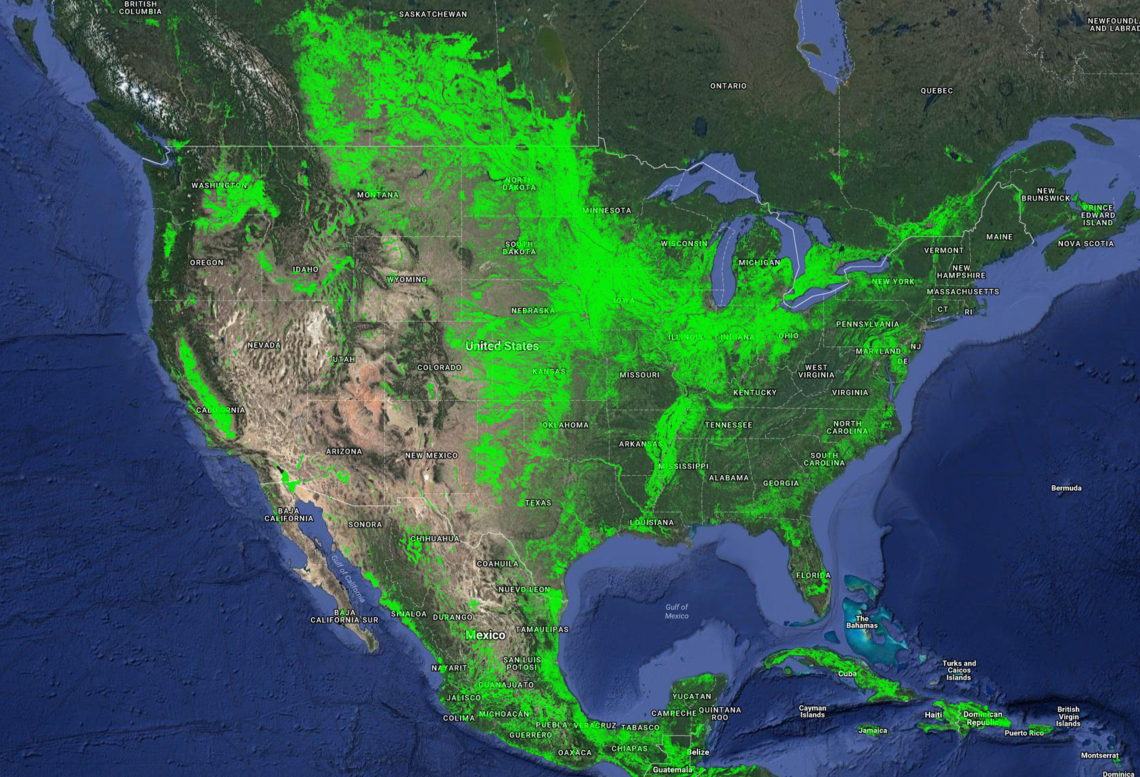 BRITISH
COLUMBIA
SASKATCHEWAN
NEWFOUNDL
AND LABRAD
ONTARIO
QUEBEC
WASHINGTON
MONTANA
NORTH
DAKOTA
MINNESOTA
NEW
BRUNSWICK
PRINCE
EDWARD
ISLAND
NOVA SCOTIA
MAINE
VERMONT
NEW
HAMPSHIRE
MASSACHUSETTS
CT
RI
OREGON
IDAHO
WYOMING
SOUTH
DAKOTA
WISCONSIN
MICHIGAN
NEW YORK
IOWA
NEBRASKA
PENNSYLVANIA
NEVADA
UTAH
COLORADO
United States
KANSAS
MISSOURI
ILLINOIS
INDIANA
OHIO
MARYLAND
NJ
DE
WEST
VIRGINIA
VIRGINIA
KENTUCKY
CALIFORNIA
ARIZONA
NEW MEXICO
OKLAHOMA
ARKANSAS
TENNESSEE
NORTH
CAROLINA
SOUTH
CAROLINA
MISSISSIPPI
ALABAMA
GEORGIA
TEXAS
LOUISIANA
FLORIDA
Bermuda
BAJA
CALIFORNIA
SONORA
CHIHUAHUA
COAHUILA
NUEVO LEON
Gulf of California
BAJA
CALIFORNIA SUR
SINALOA
DURANGO
TAMAULIPAS
Mexico
Gulf of
Mexico
The
Bahamas
SAN LUIS
POTOSI
NAYARIT
GUANAJUATO
JALISCO
COLIMA
MICHOACAN
PUEBLA
VERACRUZ
TABASCO
GUERRERO
OAXACA
CHIAPAS
YUCATAN
CAMPECHE
QUINTANA
ROO
Belize
Guatemala
Cuba
Cayman
Islands
Jamaica
Haiti
Dominican
Republic
Puerto Rico
Turks and
Caicos
Islands
British
Virgin
Islands
Montserrat
Dominica